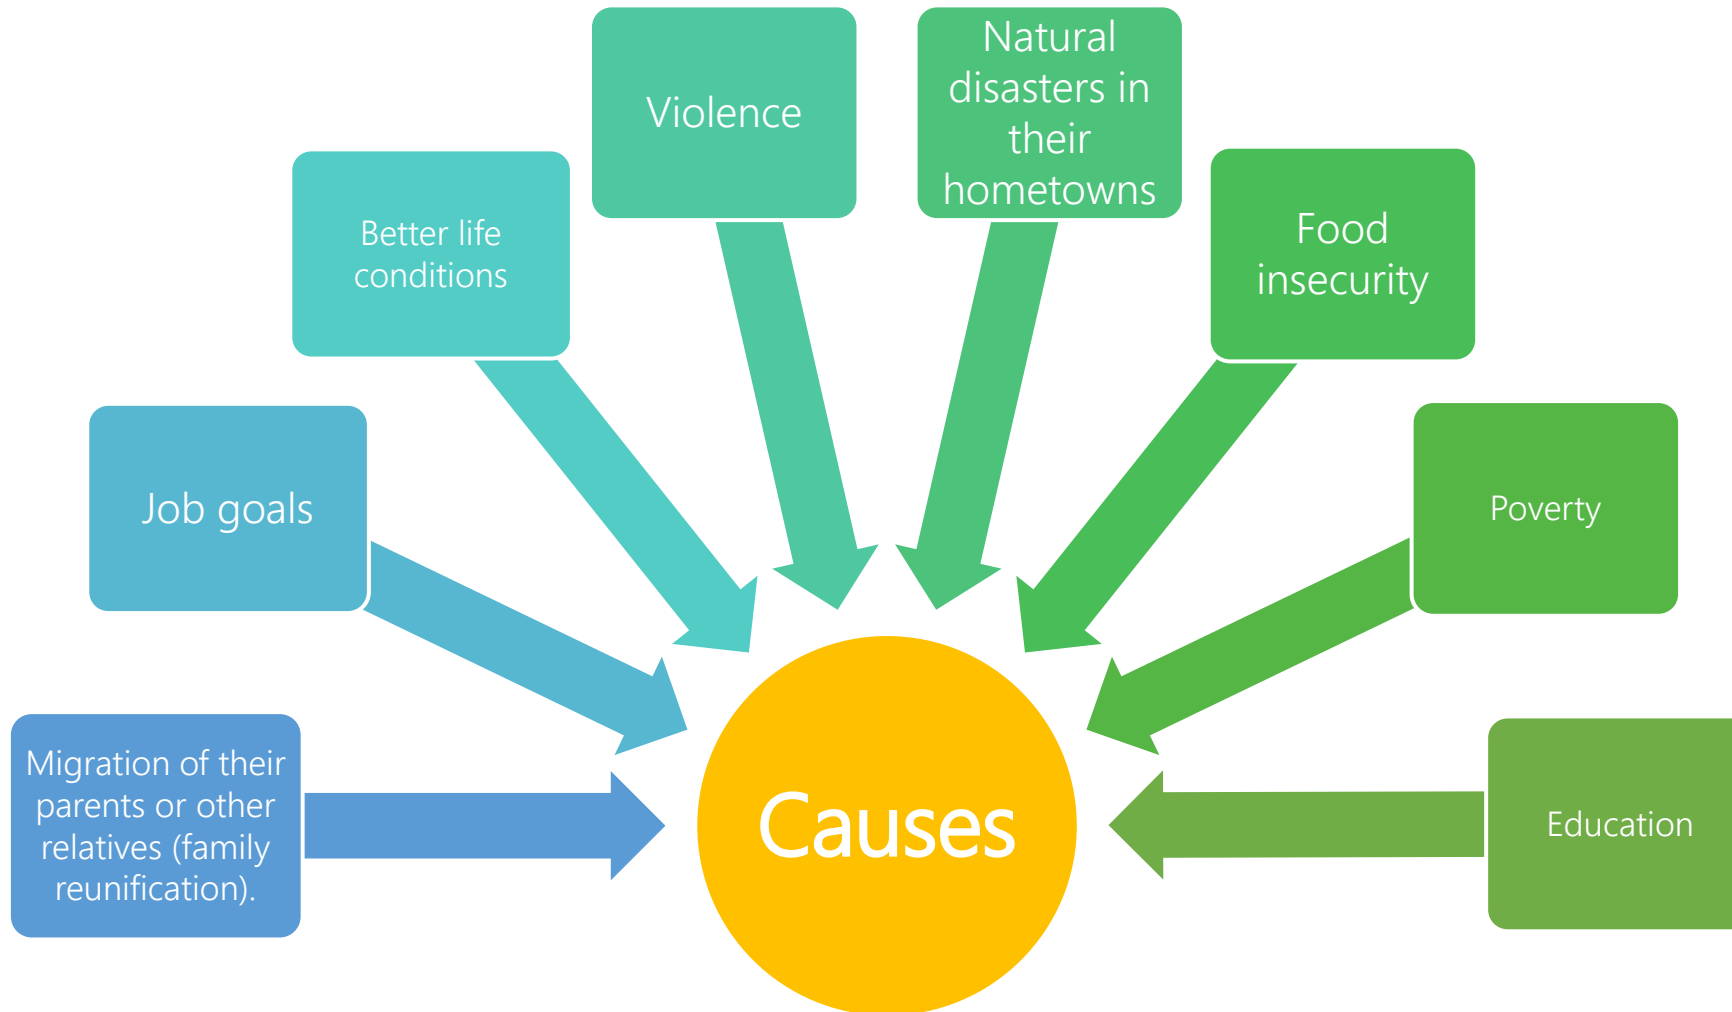 Natural
disasters in
their
hometowns
Violence
Better life
conditions
Food
insecurity
Job goals
Poverty
Migration of their
parents or other
relatives (family
reunification).
Causes
Education